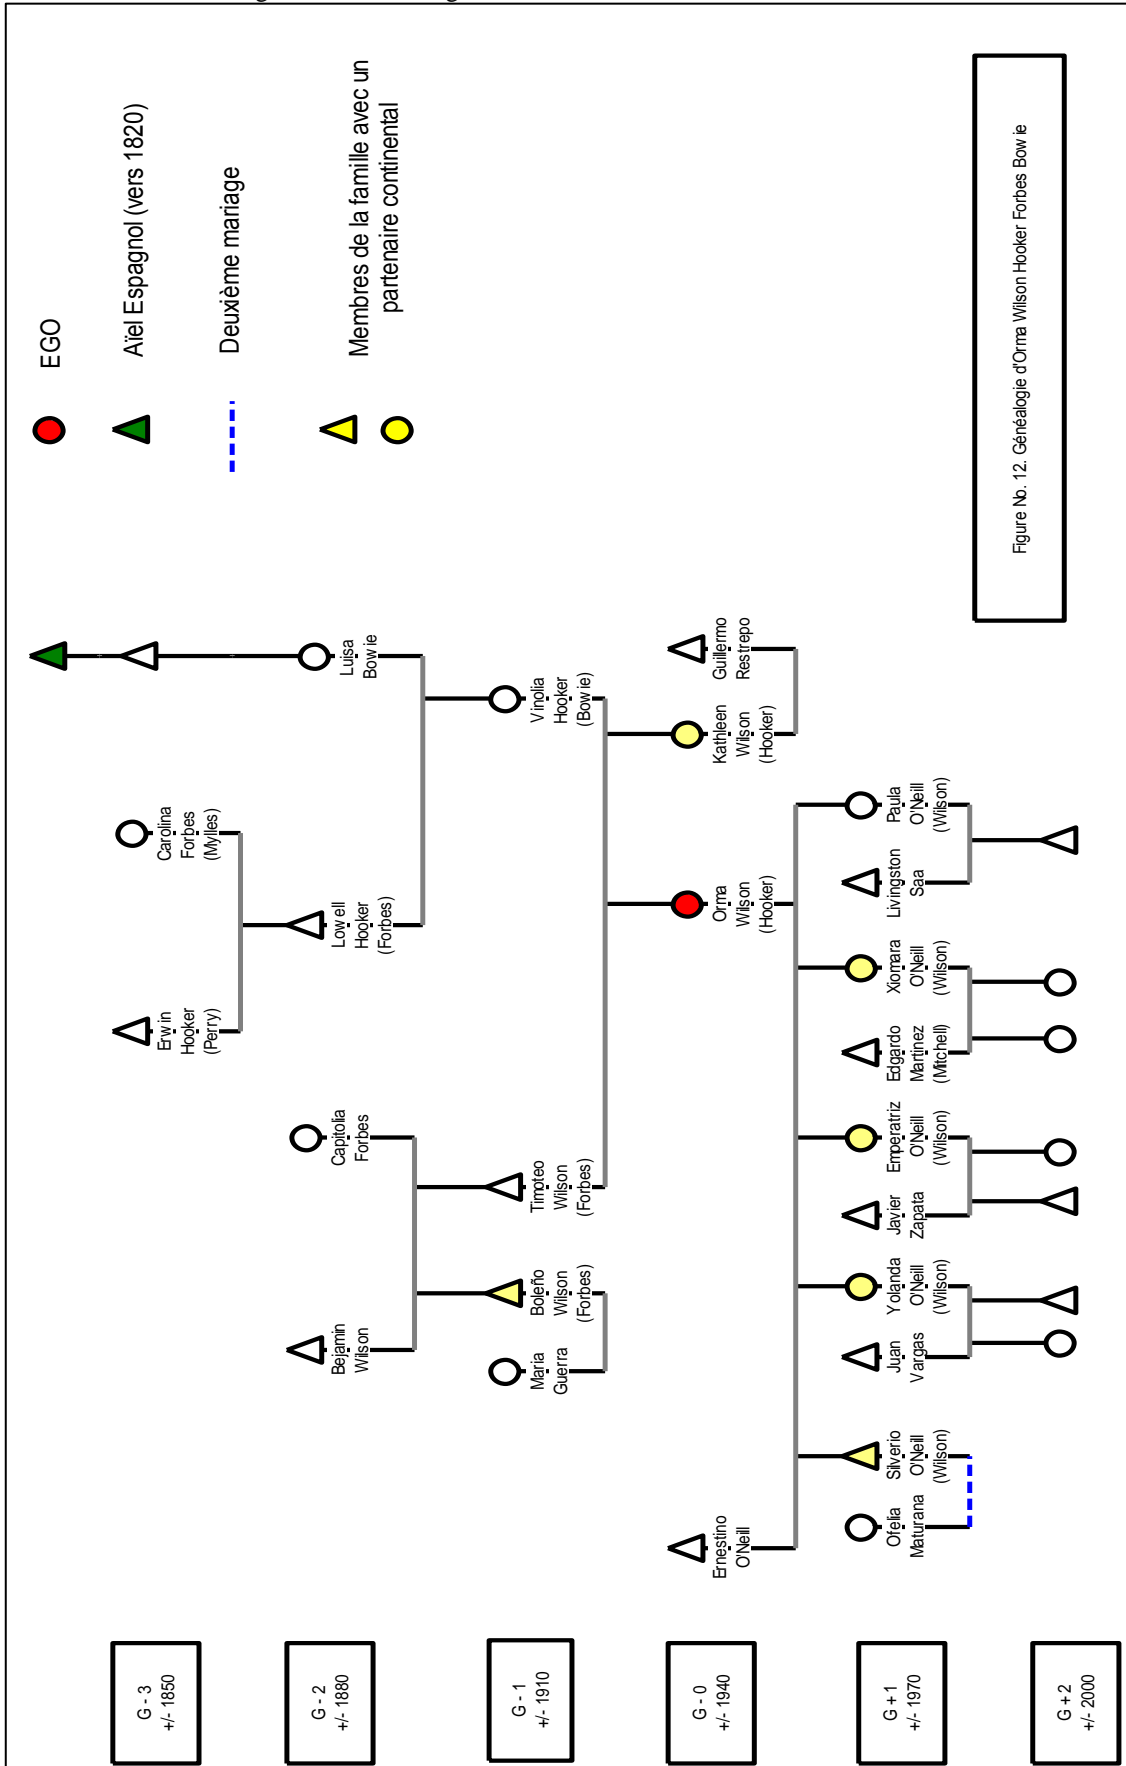 EGO
Aïel Espagnol (vers 1820)
Deuxième mariage
Membres de la famille avec un
partenaire continental
G - 3
+/- 1850
Erwin
Hooker
(Perry)
Carolina
Forbes
(Mylles)
G - 2
+/- 1880
Bejamin
Wilson
Capitolia
Forbes
Lowell
Hooker
(Forbes)
Luisa
Bowie
G - 1
+/- 1910
Maria
Guerra
Boleño
Wilson
(Forbes)
Timoteo
Wilson
(Forbes)
Vinolia
Hooker
(Bowie)
G - 0
+/- 1940
Ernestino
O'Neill
Orma
Wilson
(Hooker)
Kathleen
Wilson
(Hooker)
Guillermo
Restrepo
G + 1
+/- 1970
Ofelia
Maturana
Silverio
O'Neill
(Wilson)
Juan
Vargas
Yolanda
O'Neill
(Wilson)
Javier
Zapata
Emperatriz
O'Neill
(Wilson)
Edgardo
Martinez
(Mitchell)
Xiomara
O'Neill
(Wilson)
Livingston
Saa
Paula
O'Neill
(Wilson)
G + 2
+/- 2000
Figure No. 12. Généalogie d'Orma Wilson Hooker Forbes Bowie